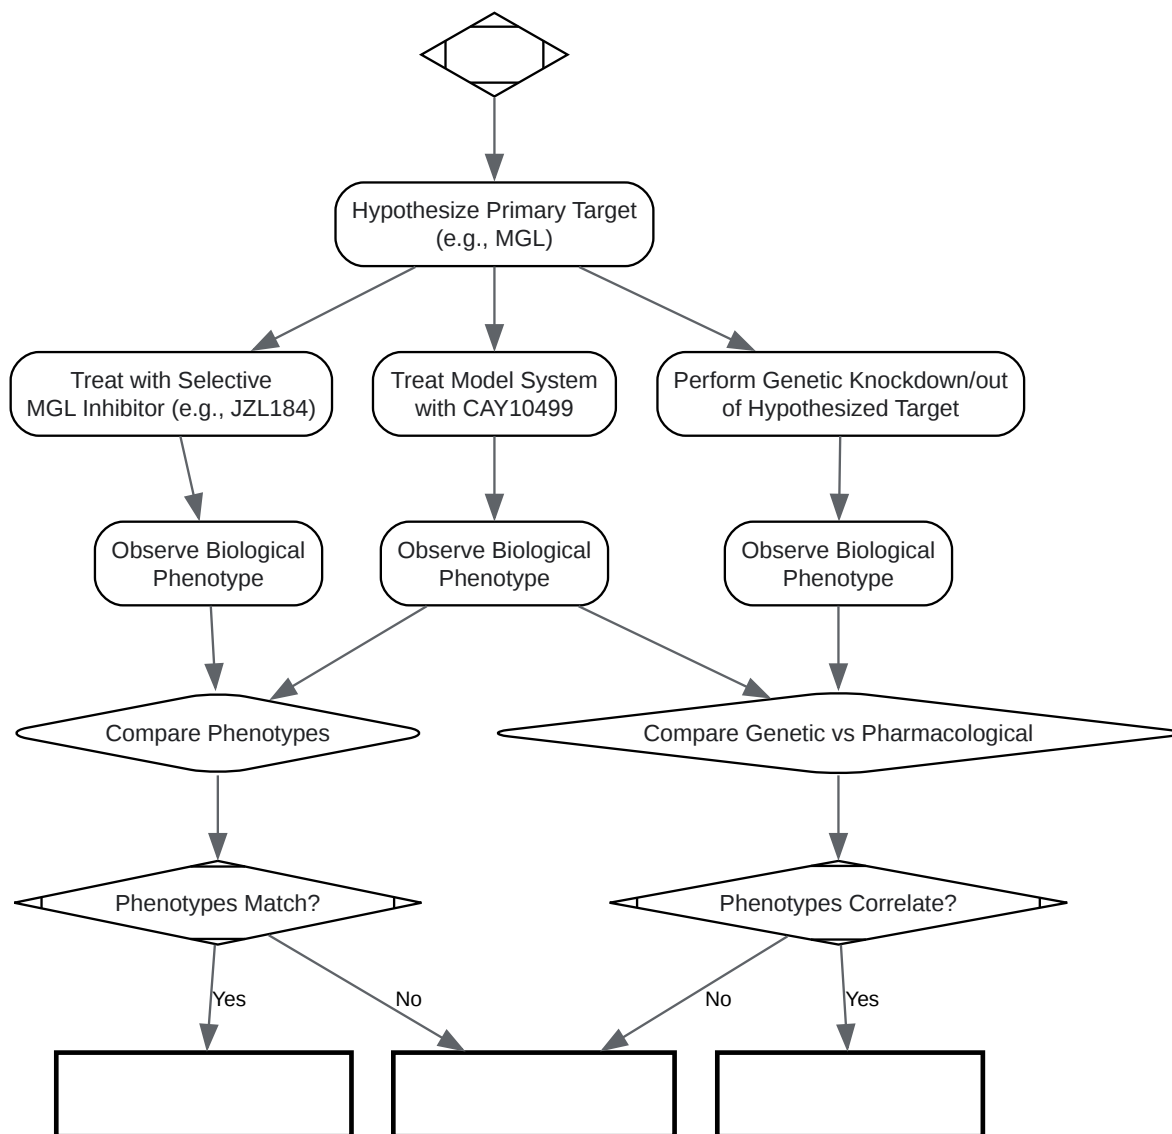 Hypothesize Primary Target
(e.g., MGL)
Treat with Selective
MGL Inhibitor (e.g., JZL184)
Treat Model System
with CAY10499
Perform Genetic Knockdown/out
of Hypothesized Target
Observe Biological
Phenotype
Observe Biological
Phenotype
Observe Biological
Phenotype
Compare Phenotypes
Compare Genetic vs Pharmacological
Phenotypes Match?
Phenotypes Correlate?
Yes
No
No
Yes